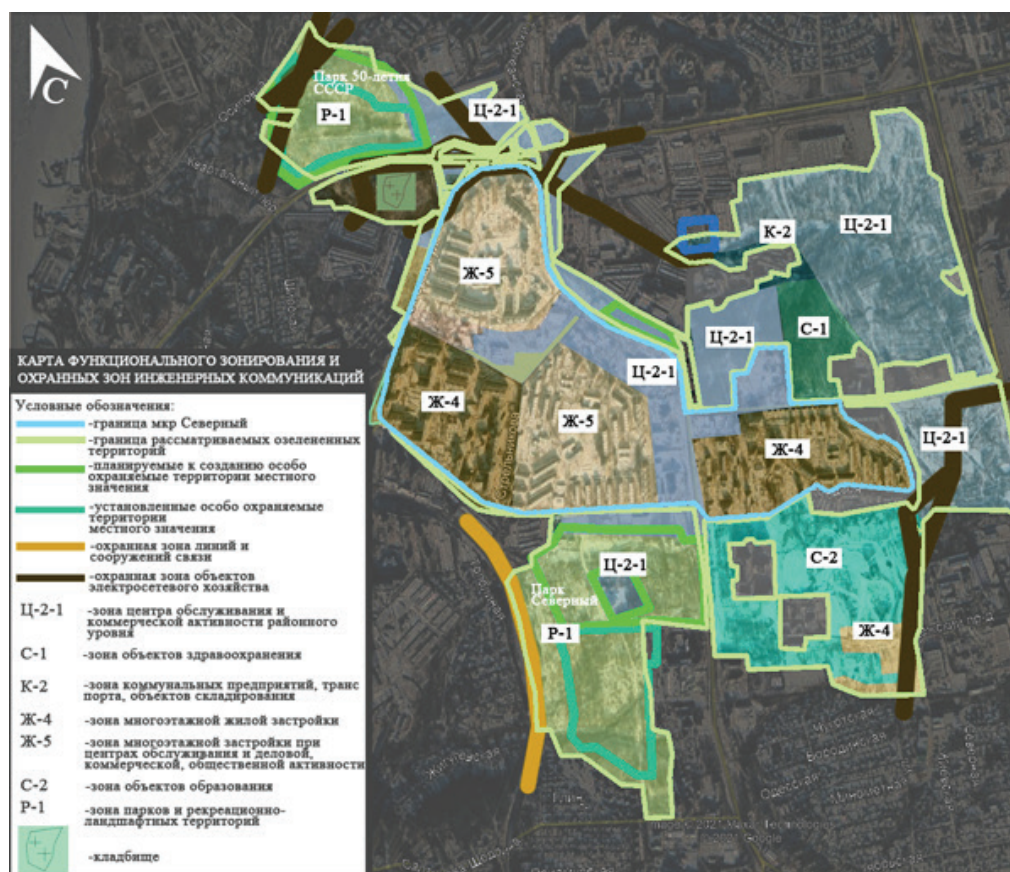 С
Парк 50-летия
СССР
Р-1
Ц-2-1
К-2
Ц-2-1
Ж-5
С-1
Ц-2-1
Ц-2-1
Ж-4
Ж-5
Ц-2-1
Ж-4
С-2
Ц-2-1
Парк
Северный
Р-1
Ж-4
КАРТА ФУНКЦИОНАЛЬНОГО ЗОНИРОВАНИЯ И
ОХРАННЫХ ЗОН ИНЖЕНЕРНЫХ КОММУНИКАЦИЙ
Условные обозначения:
-граница мкр Северный
-граница рассматриваемых озелененных
территорий
-планируемые к созданию особо
охраняемые территории местного
значения
-установленные особо охраняемые
территории
местного значения
-охранная зона линий и
сооружений связи
-охранная зона объектов
электросетевого хозяйства
Ц-2-1 -зона центра обслуживания и
коммерческой активности районного
уровня
С-1 -зона объектов здравоохранения
К-2 -зона коммунальных предприятий, транс
порта, объектов складирования
Ж-4 -зона многоэтажной жилой застройки
Ж-5 -зона многоэтажной застройки при
центрах обслуживания и деловой,
коммерческой, общественной активности
С-2 -зона объектов образования
Р-1 -зона парков и рекреационно-
ландшафтных территорий
-кладбище